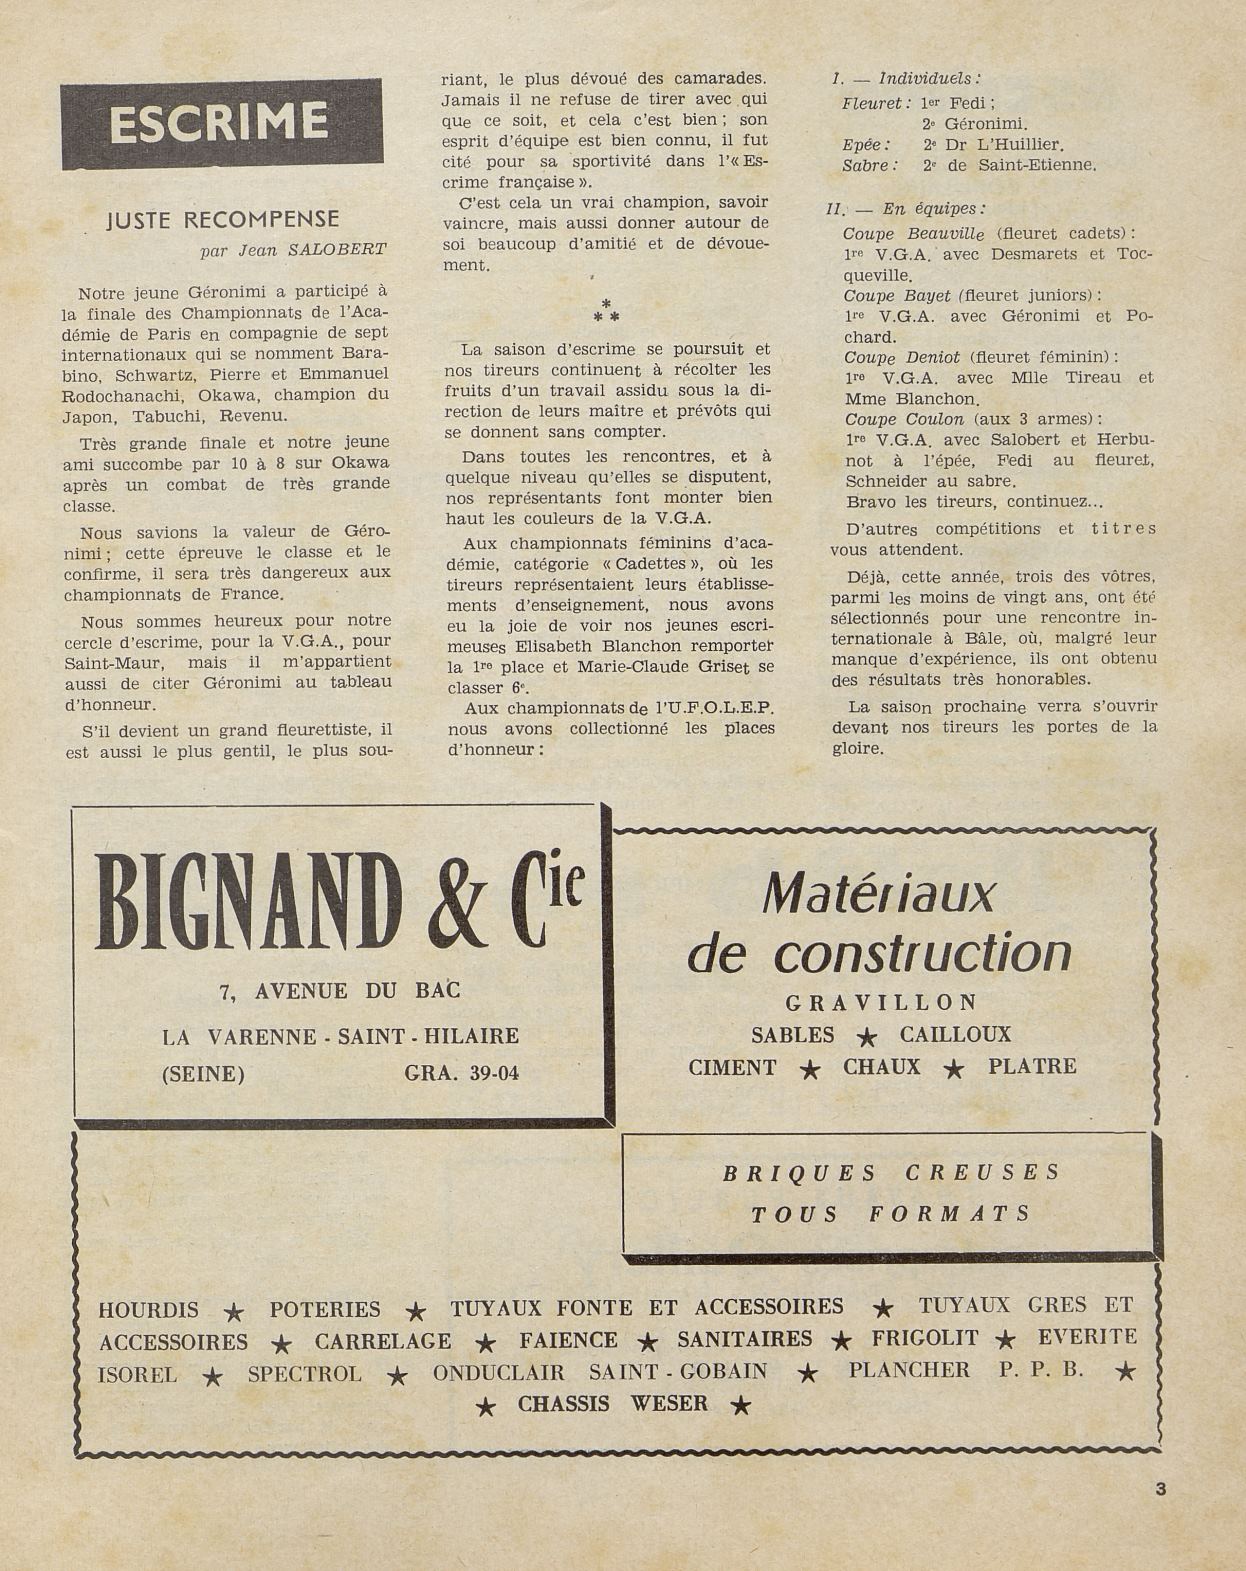 ESCRIME
JUSTE RECOMPENSE
par Jean SALOBERT
Notre jeune Géronimi a participé à
la finale des Championnats de l'Aca-
démie de Paris en compagnie de sept
internationaux qui se nomment Bara-
bino, Schwartz, Pierre et Emmanuel
Rodochanachi, Okawa, champion du
Japon, Tabuchi, Revenu.
Très grande finale et notre jeune
ami succombe par 10 à 8 sur Okawa
après un combat de très grande
classe.
Nous savions la valeur de Géro-
nimi ; cette épreuve le classe et le
confirme, il sera très dangereux aux
championnats de France.
Nous sommes heureux pour notre
cercle d'escrime, pour la V.G.A., pour
Saint-Maur, mais il m'appartient
aussi de citer Géronimi au tableau
d'honneur.
S'il devient un grand fleurettiste, il
est aussi le plus gentil, le plus sou-
riant, le plus dévoué des camarades.
Jamais il ne refuse de tirer avec qui
que ce soit, et cela c'est bien ; son
esprit d'équipe est bien connu, il fut
cité pour sa sportivité dans l'« Es-
crime française ».
C'est cela un vrai champion, savoir
vaincre, mais aussi donner autour de
soi beaucoup d'amitié et de dévoue-
ment.
*
* *
La saison d'escrime se poursuit et
nos tireurs continuent à récolter les
fruits d'un travail assidu sous la di-
rection de leurs maître et prévôts qui
se donnent sans compter.
Dans toutes les rencontres, et à
quelque niveau qu'elles se disputent,
nos représentants font monter bien
haut les couleurs de la V.G.A.
Aux championnats féminins d'aca-
démie, catégorie « Cadettes », où les
tireurs représentaient leurs établisse-
ments d'enseignement, nous avons
eu la joie de voir nos jeunes escri-
meuses Elisabeth Blanchon remporter
la 1re place et Marie-Claude Griset se
classer 6e.
Aux championnats de l'U.F.O.L.E.P.
nous avons collectionné les places
d'honneur :
I. — Individuels :
Fleuret : 1er Fedi ;
2e Géronimi.
Epée : 2e Dr L'Huillier.
Sabre : 2e de Saint-Etienne.
II. — En équipes :
Coupe Beauville (fleuret cadets) :
1re V.G.A. avec Desmarets et Toc-
queville.
Coupe Bayet (fleuret juniors) :
1re V.G.A. avec Géronimi et Po-
chard.
Coupe Deniot (fleuret féminin) :
1re V.G.A. avec Mlle Tireau et
Mme Blanchon.
Coupe Coulon (aux 3 armes) :
1re V.G.A. avec Salobert et Herbu-
not à l'épée, Fedi au fleuret,
Schneider au sabre.
Bravo les tireurs, continuez...
D'autres compétitions et titres
vous attendent.
Déjà, cette année, trois des vôtres,
parmi les moins de vingt ans, ont été
sélectionnés pour une rencontre in-
ternationale à Bâle, où, malgré leur
manque d'expérience, ils ont obtenu
des résultats très honorables.
La saison prochaine verra s'ouvrir
devant nos tireurs les portes de la
gloire.
BIGNAND & Cie
7, AVENUE DU BAC
LA VARENNE - SAINT - HILAIRE
(SEINE) GRA. 39-04
Matériaux
de construction
GRAVILLON
SABLES ★ CAILLOUX
CIMENT ★ CHAUX ★ PLATRE
BRIQUES CREUSES
TOUS FORMATS
HOURDIS ★ POTERIES ★ TUYAUX FONTE ET ACCESSOIRES ★ TUYAUX GRES ET
ACCESSOIRES ★ CARRELAGE ★ FAIENCE ★ SANITAIRES ★ FRIGOLIT ★ EVERITE
ISOREL ★ SPECTROL ★ ONDUCLAIR SAINT - GOBAIN ★ PLANCHER P. P. B. ★
★ CHASSIS WESER ★
3